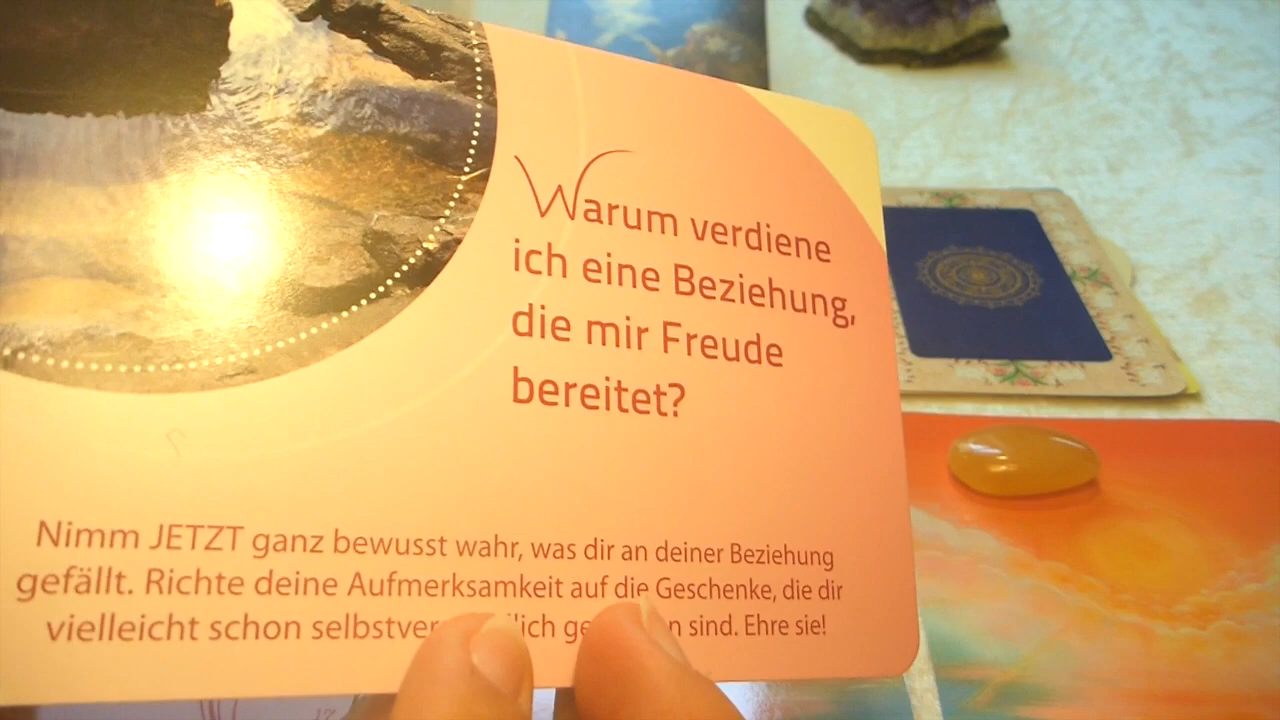 Warum verdiene
ich eine Beziehung,
die mir Freude
bereitet?
Nimm JETZT ganz bewusst wahr, was dir an deiner Beziehung
gefällt. Richte deine Aufmerksamkeit auf die Geschenke, die dir
vielleicht schon sind. Ehre sie!